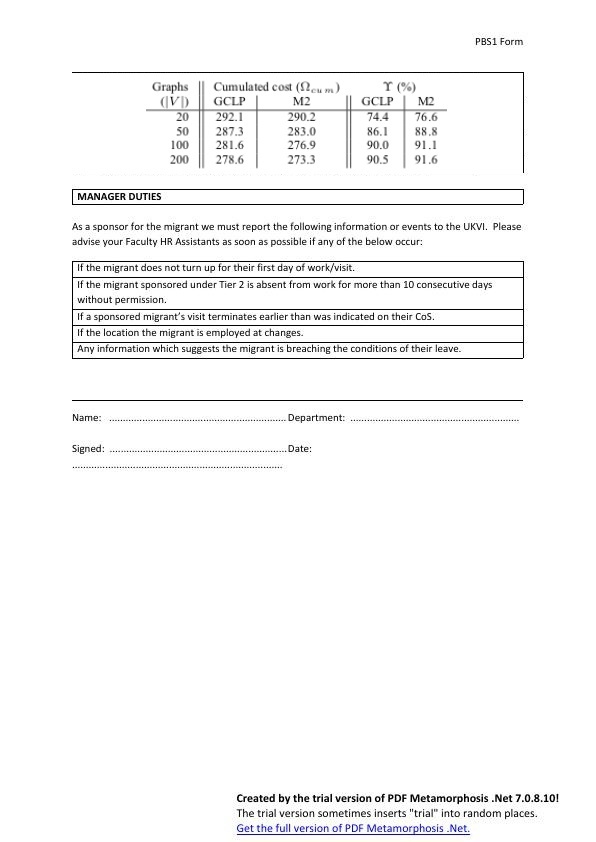 PBS1 Form
Graphs Cumulated cost (Ωcum) ϒ (%)
(|V|) GCLP M2 GCLP M2
20 292.1 290.2 74.4 76.6
50 287.3 283.0 86.1 88.8
100 281.6 276.9 90.0 91.1
200 278.6 273.3 90.5 91.6
MANAGER DUTIES
As a sponsor for the migrant we must report the following information or events to the UKVI. Please
advise your Faculty HR Assistants as soon as possible if any of the below occur:
If the migrant does not turn up for their first day of work/visit.
If the migrant sponsored under Tier 2 is absent from work for more than 10 consecutive days
without permission.
If a sponsored migrant’s visit terminates earlier than was indicated on their CoS.
If the location the migrant is employed at changes.
Any information which suggests the migrant is breaching the conditions of their leave.
Name: ................................................................Department: .............................................................
Signed: ................................................................Date:
............................................................................
Created by the trial version of PDF Metamorphosis .Net 7.0.8.10!
The trial version sometimes inserts "trial" into random places.
Get the full version of PDF Metamorphosis .Net.